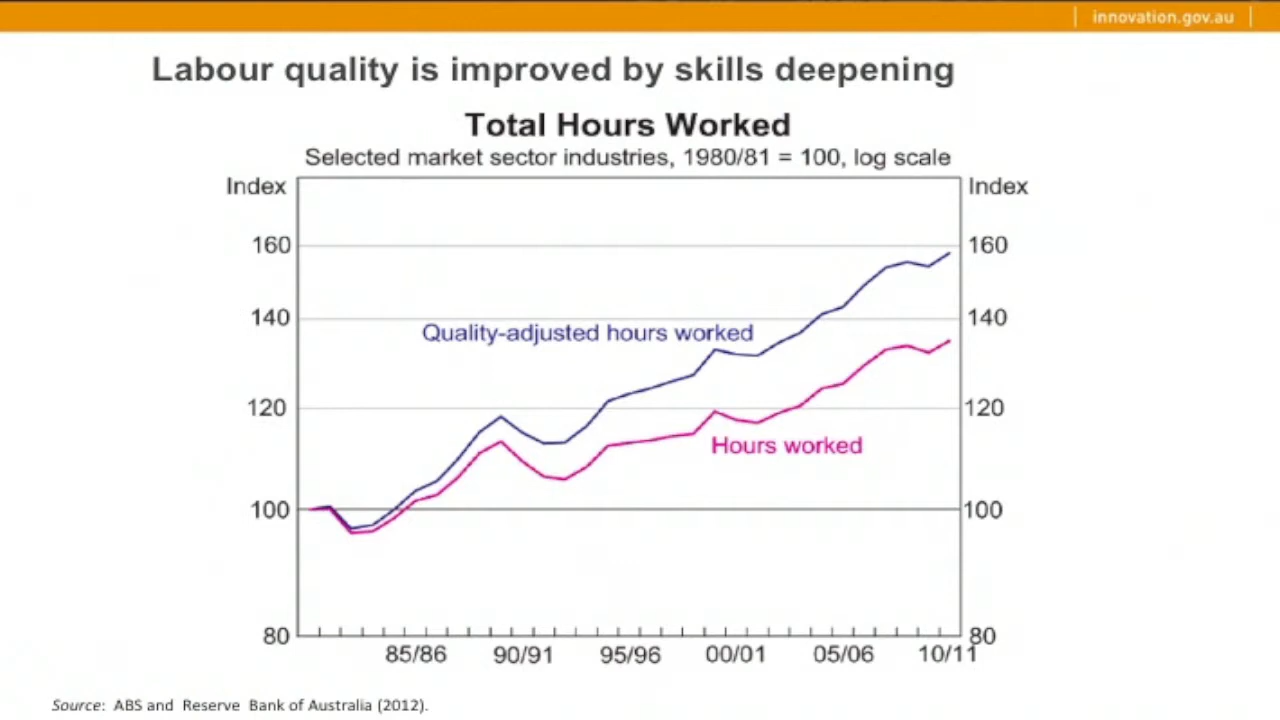 innovation.gov.au
Labour quality is improved by skills deepening
Total Hours Worked
Selected market sector industries, 1980/81 = 100, log scale
Index Index
160 160
140 140
Quality-adjusted hours worked
120 120
Hours worked
100 100
80 80
85/86 90/91 95/96 00/01 05/06 10/11
Source: ABS and Reserve Bank of Australia (2012).